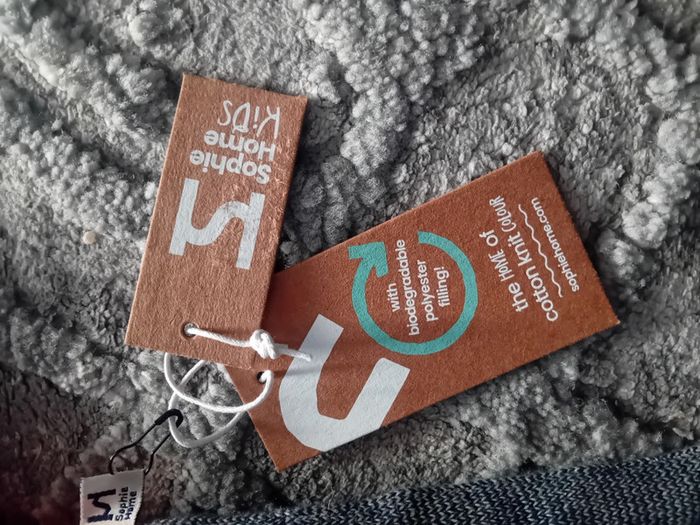 Sophie
Home
KiDS
with
biodegradable
polyester
filling!
the HOME of
cotton knit COLOUR
sophiehome.com
Sophie
Home